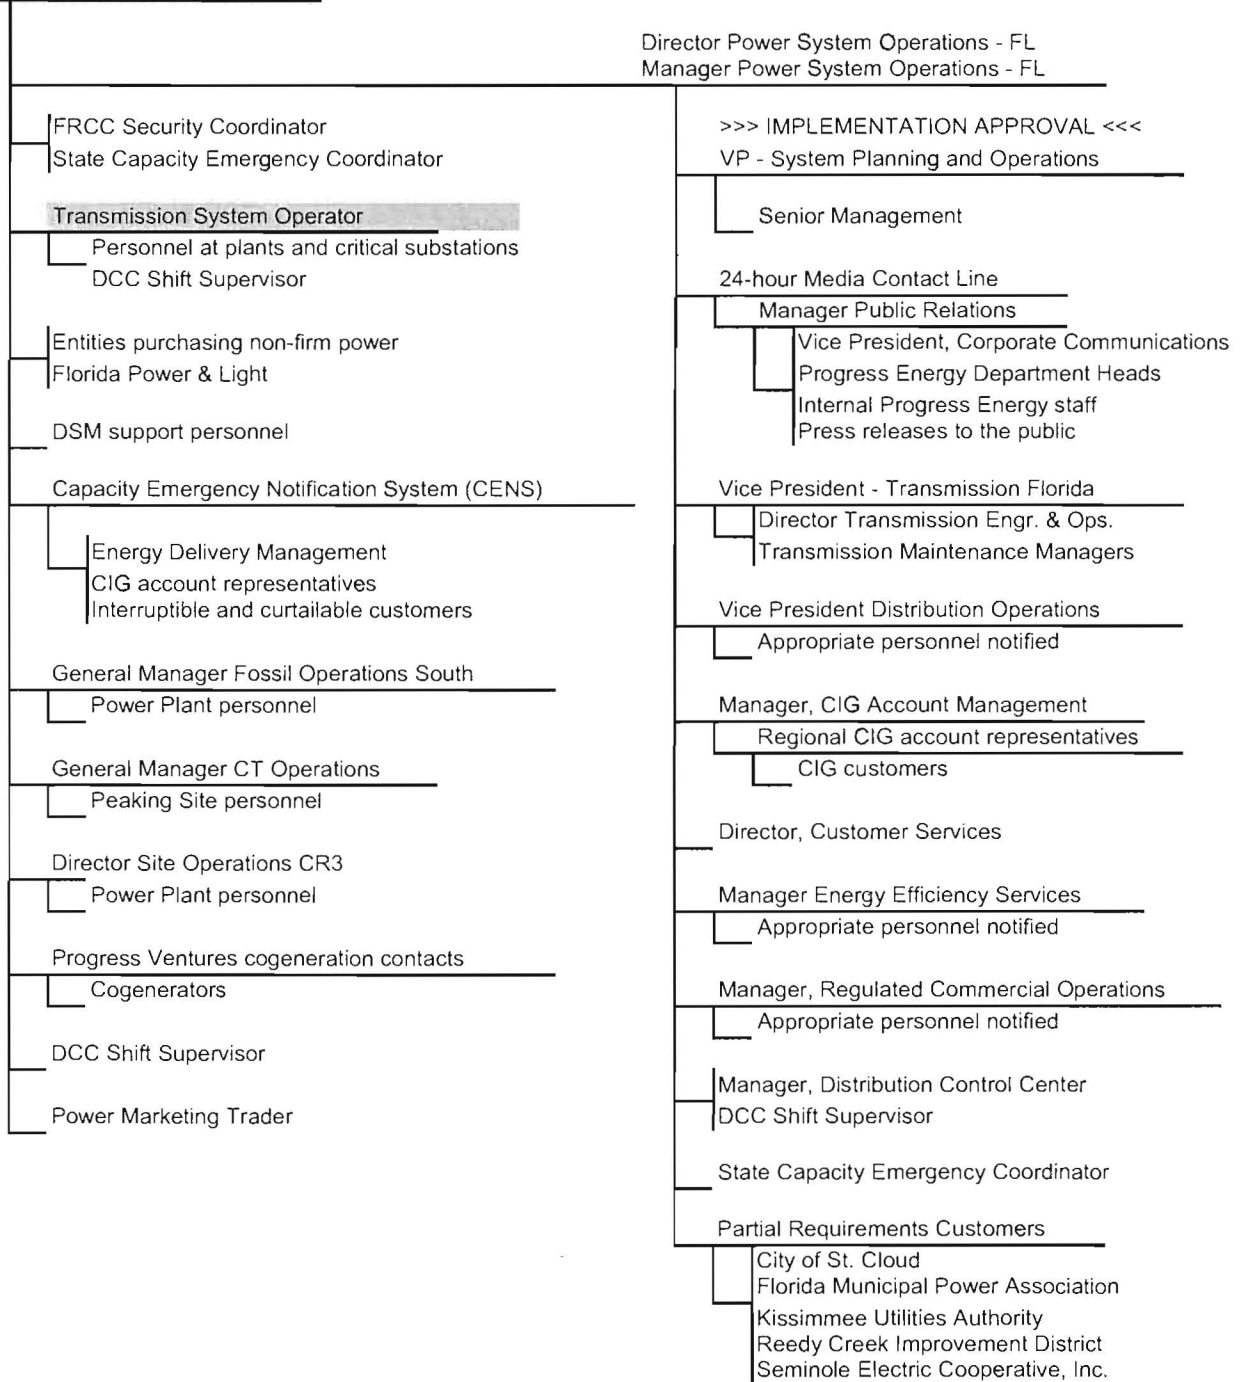 Director Power System Operations - FL
Manager Power System Operations - FL
FRCC Security Coordinator
State Capacity Emergency Coordinator
Transmission System Operator
Personnel at plants and critical substations
DCC Shift Supervisor
Entities purchasing non-firm power
Florida Power & Light
DSM support personnel
Capacity Emergency Notification System (CENS)
Energy Delivery Management
CIG account representatives
Interruptible and curtailable customers
General Manager Fossil Operations South
Power Plant personnel
General Manager CT Operations
Peaking Site personnel
Director Site Operations CR3
Power Plant personnel
Progress Ventures cogeneration contacts
Cogenerators
DCC Shift Supervisor
Power Marketing Trader
>>> IMPLEMENTATION APPROVAL <<<
VP - System Planning and Operations
Senior Management
24-hour Media Contact Line
Manager Public Relations
Vice President, Corporate Communications
Progress Energy Department Heads
Internal Progress Energy staff
Press releases to the public
Vice President - Transmission Florida
Director Transmission Engr. & Ops.
Transmission Maintenance Managers
Vice President Distribution Operations
Appropriate personnel notified
Manager, CIG Account Management
Regional CIG account representatives
CIG customers
Director, Customer Services
Manager Energy Efficiency Services
Appropriate personnel notified
Manager, Regulated Commercial Operations
Appropriate personnel notified
Manager, Distribution Control Center
DCC Shift Supervisor
State Capacity Emergency Coordinator
Partial Requirements Customers
City of St. Cloud
Florida Municipal Power Association
Kissimmee Utilities Authority
Reedy Creek Improvement District
Seminole Electric Cooperative, Inc.